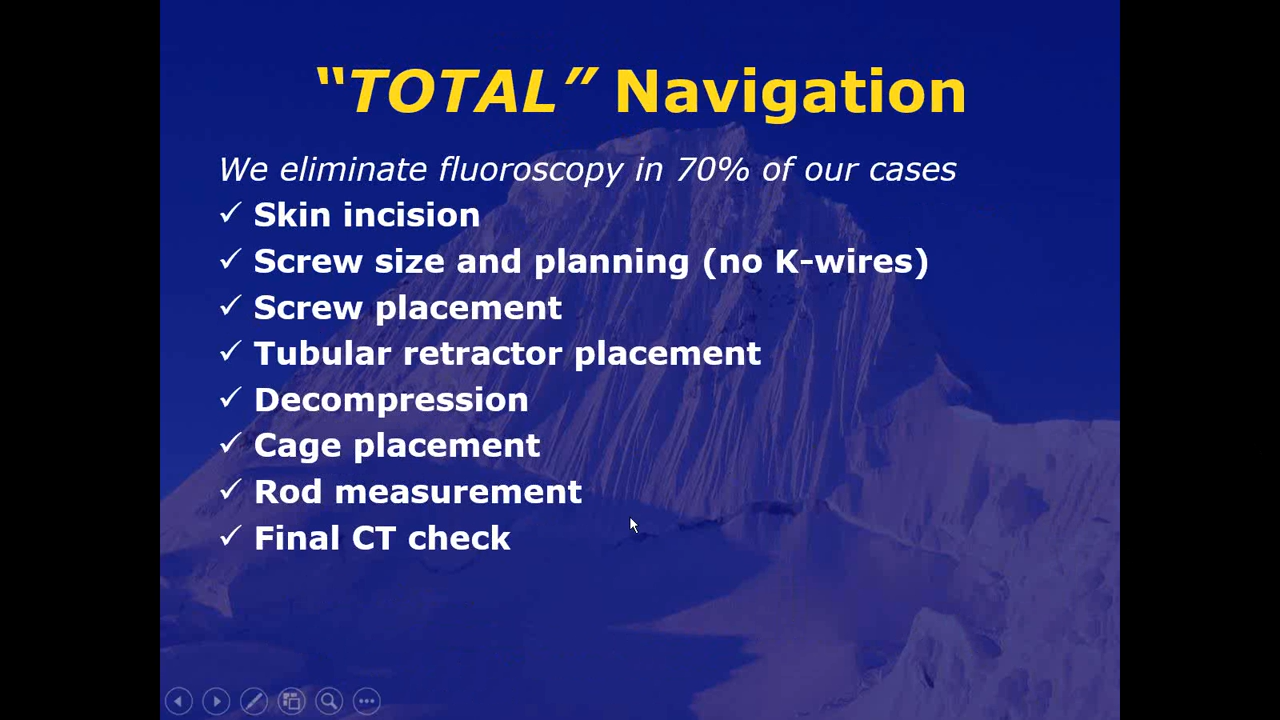 “TOTAL” Navigation
We eliminate fluoroscopy in 70% of our cases
✓ Skin incision
✓ Screw size and planning (no K-wires)
✓ Screw placement
✓ Tubular retractor placement
✓ Decompression
✓ Cage placement
✓ Rod measurement
✓ Final CT check